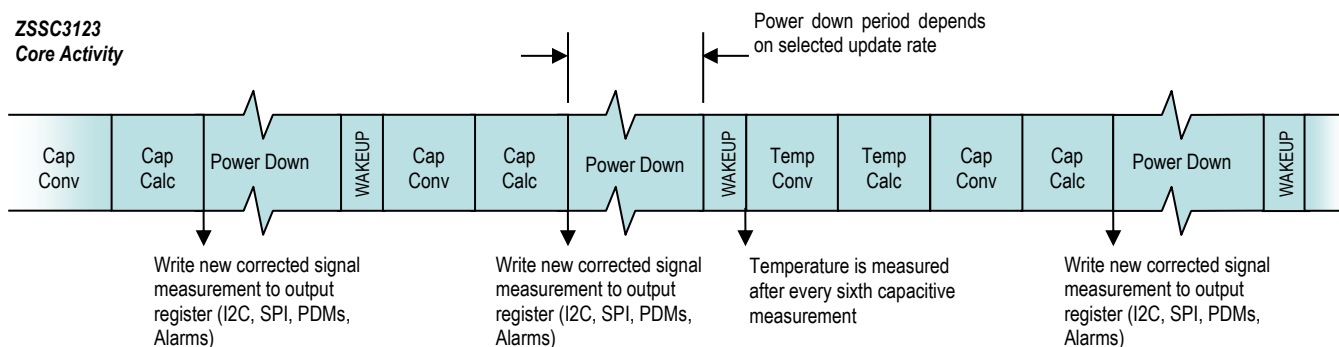 ZSSC3123
Core Activity
Power down period depends
on selected update rate
Cap
Conv
Cap
Calc
Power Down
WAKEUP
Cap
Conv
Cap
Calc
Power Down
WAKEUP
Temp
Conv
Temp
Calc
Cap
Conv
Cap
Calc
Power Down
WAKEUP
Write new corrected signal
measurement to output
register (I2C, SPI, PDMs,
Alarms)
Write new corrected signal
measurement to output
register (I2C, SPI, PDMs,
Alarms)
Temperature is measured
after every sixth capacitive
measurement
Write new corrected signal
measurement to output
register (I2C, SPI, PDMs,
Alarms)